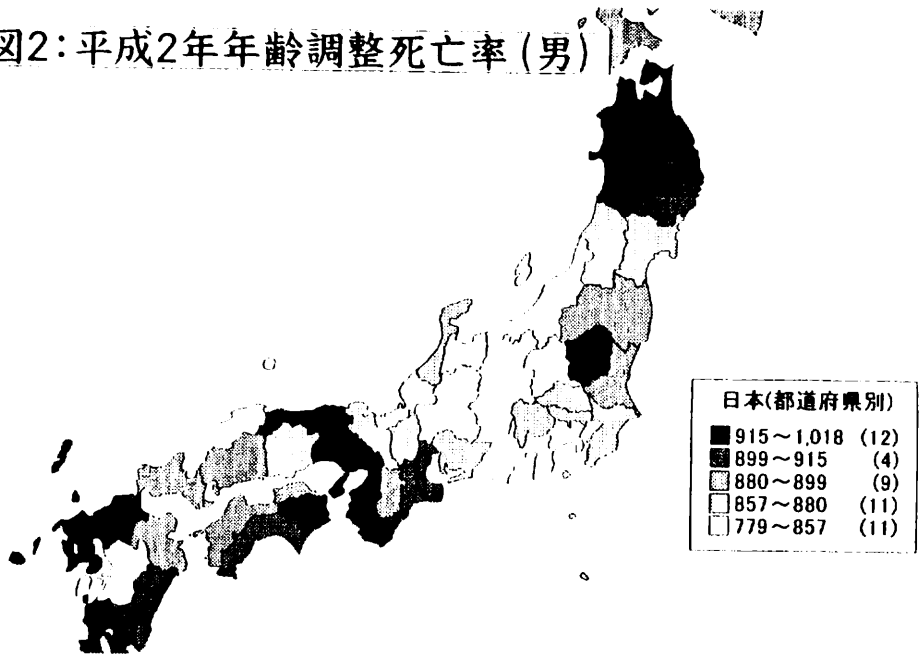 図2:平成2年年齢調整死亡率(男)
日本(都道府県別)
915～1,018 (12)
899～915 (4)
880～899 (9)
857～880 (11)
779～857 (11)